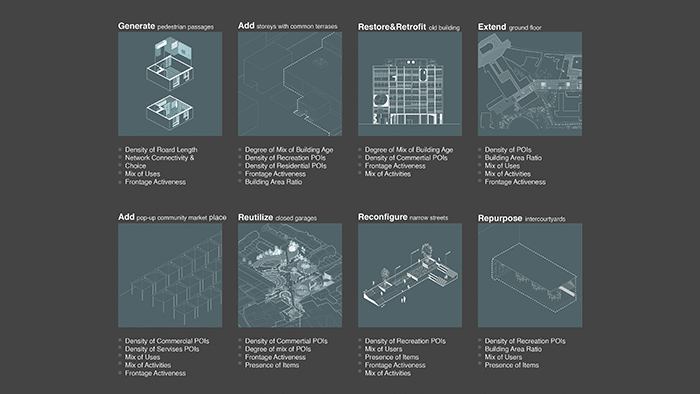 Generate pedestrian passages
Density of Roard Length
Network Connectivity &
Choice
Mix of Uses
Frontage Activeness
Add storeys with common terrases
Degree of Mix of Building Age
Density of Recreation POIs
Density of Residential POIs
Frontage Activeness
Building Area Ratio
Restore&Retrofit old building
Degree of Mix of Building Age
Density of Commertial POIs
Frontage Activeness
Mix of Activities
Extend ground floor
Density of POIs
Building Area Ratio
Mix of Uses
Mix of Activities
Frontage Activeness
Add pop-up community market place
Density of Commercial POIs
Density of Servises POIs
Mix of Uses
Mix of Activities
Frontage Activeness
Reutilize closed garages
Density of Commertial POIs
Degree of mix of POIs
Frontage Activeness
Presence of Items
Reconfigure narrow streets
Density of Recreation POIs
Mix of Users
Presence of Items
Frontage Activeness
Mix of Activities
Repurpose intercourtyards
Density of Recreation POIs
Building Area Ratio
Mix of Users
Presence of Items